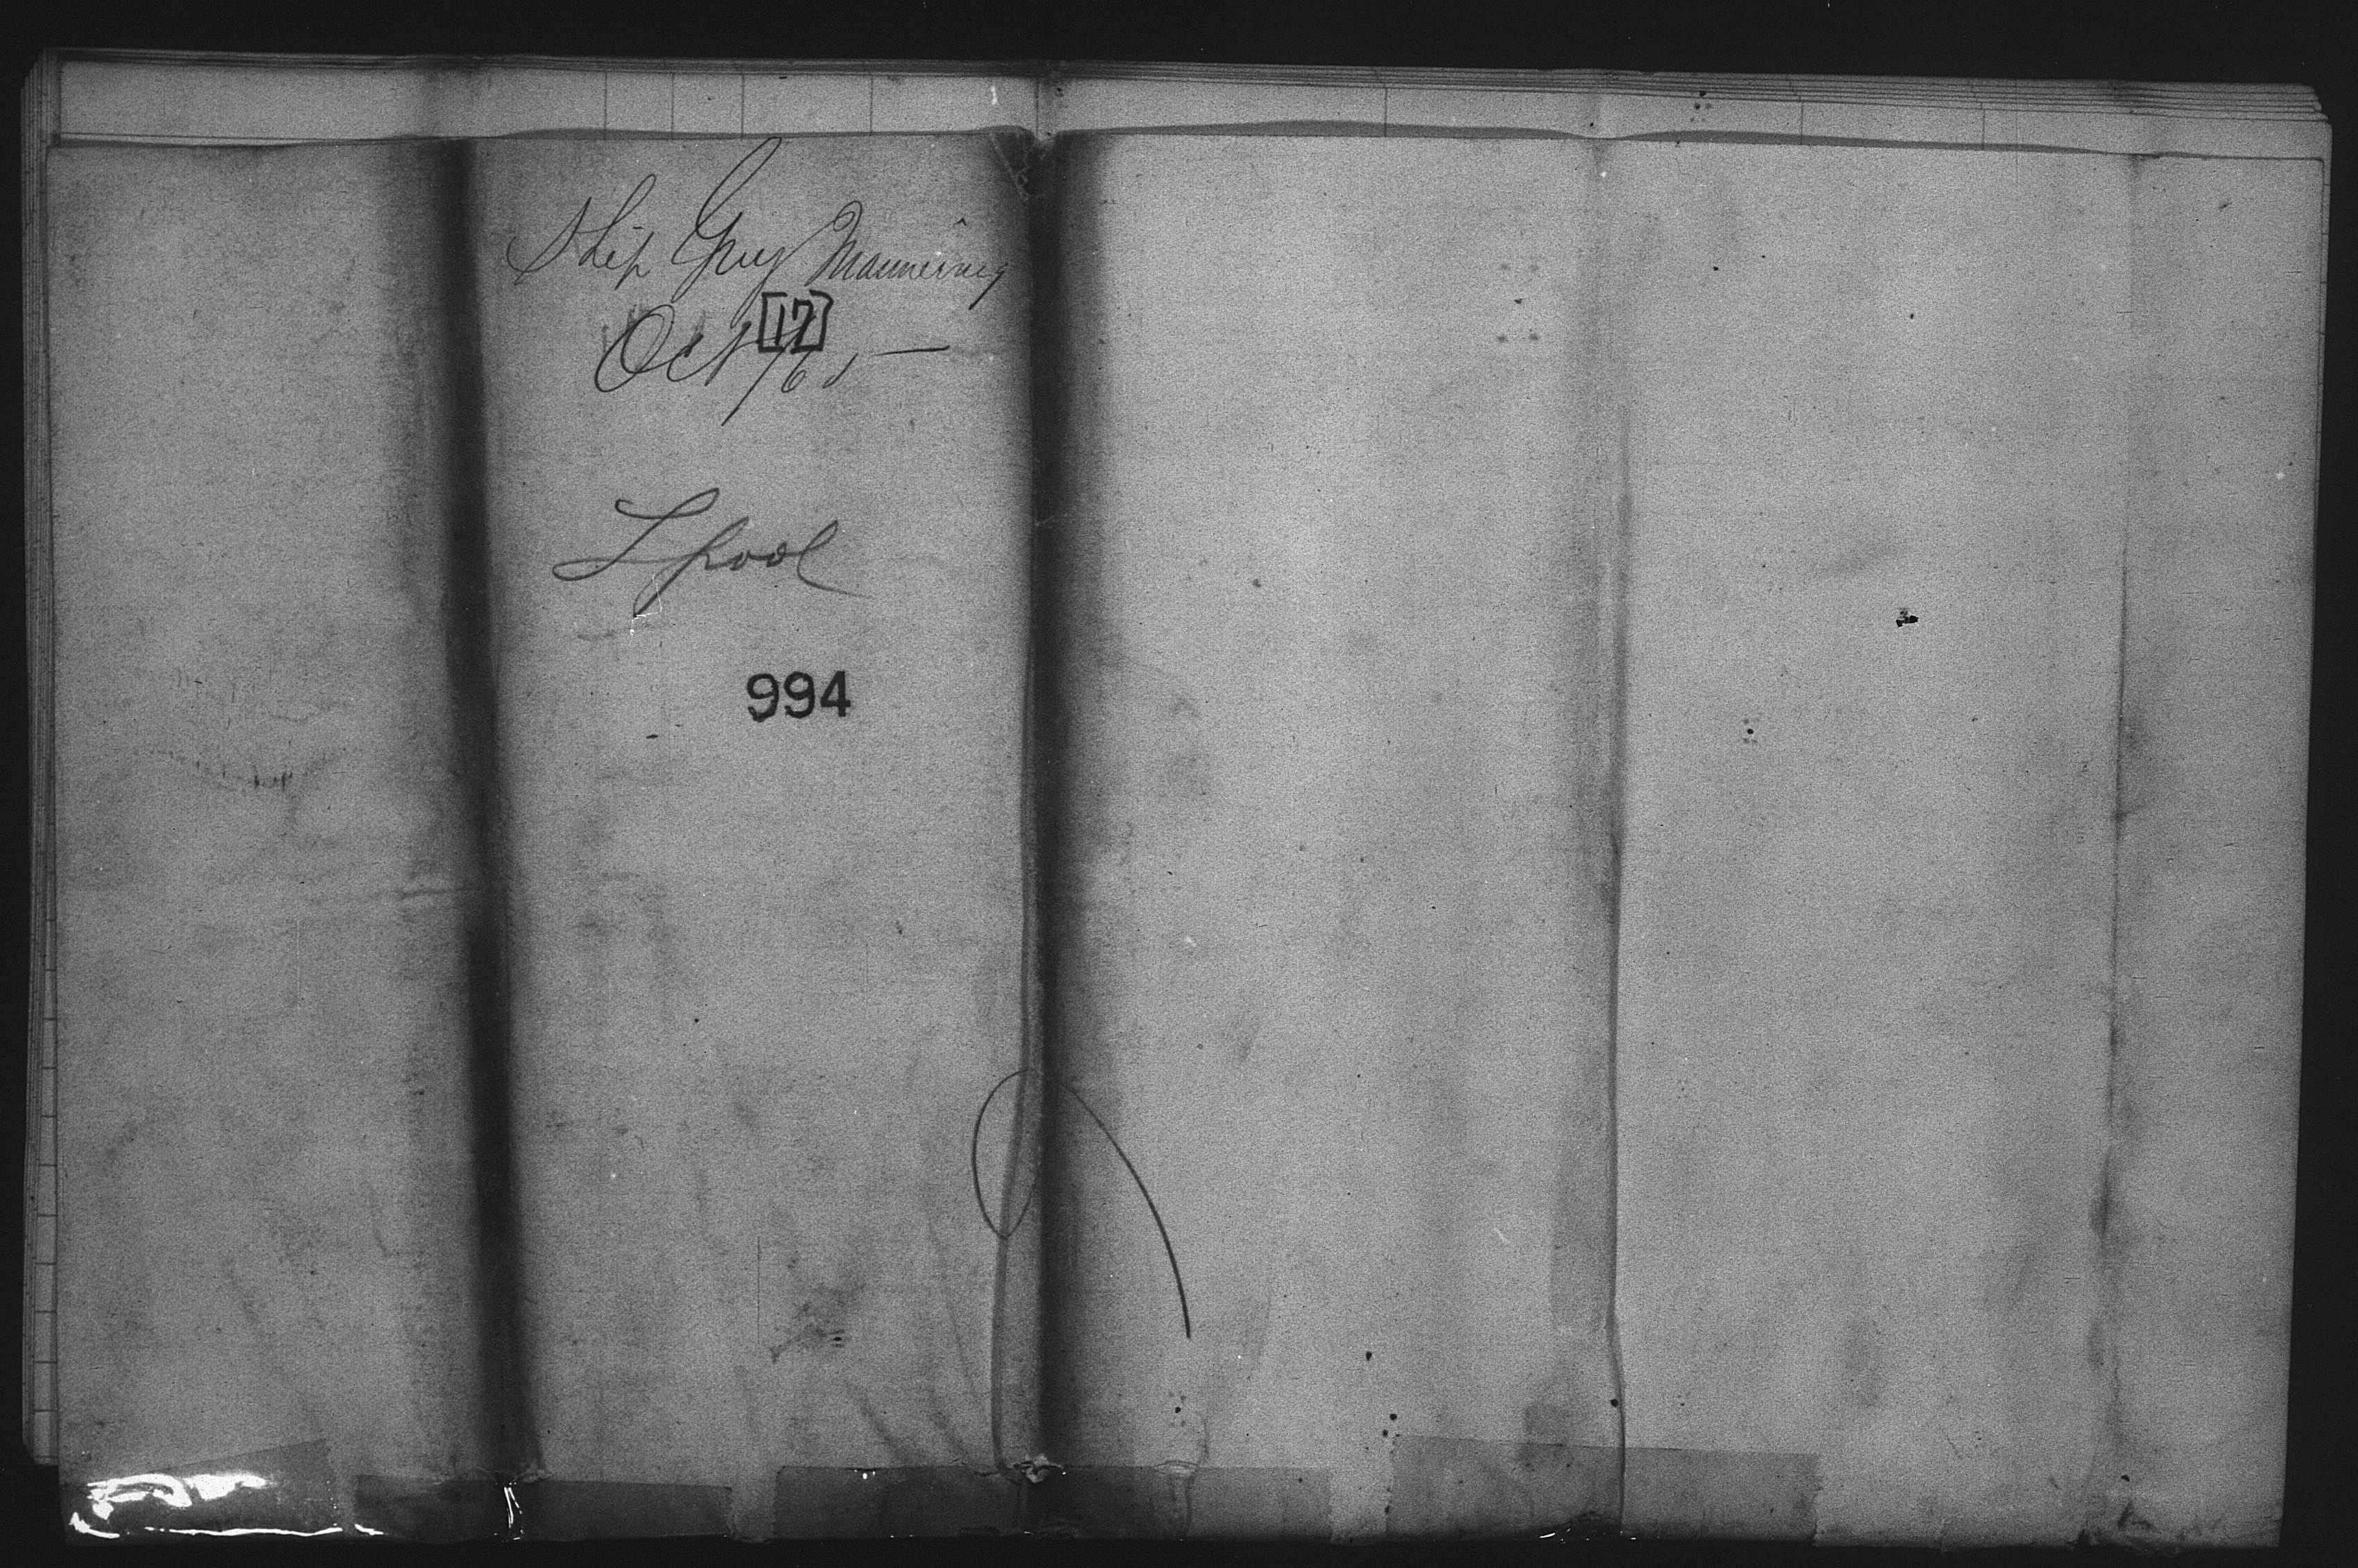 Ship Guy Mannering
Oct [17]/65
Lpool
994